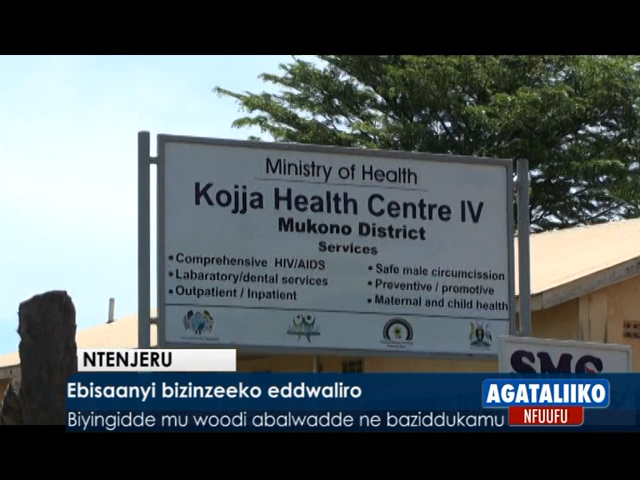 Ministry of Health
Kojja Health Centre IV
Mukono District
Services
• Comprehensive HIV/AIDS
• Labaratory/dental services
• Outpatient / Inpatient
• Safe male circumcission
• Preventive / promotive
• Maternal and child health
SMS
NTENJERU
Ebisaanyi bizinzeeko eddwaliro
Biyingidde mu woodi abalwadde ne baziddukamu
AGATALIIKO
NFUUFU